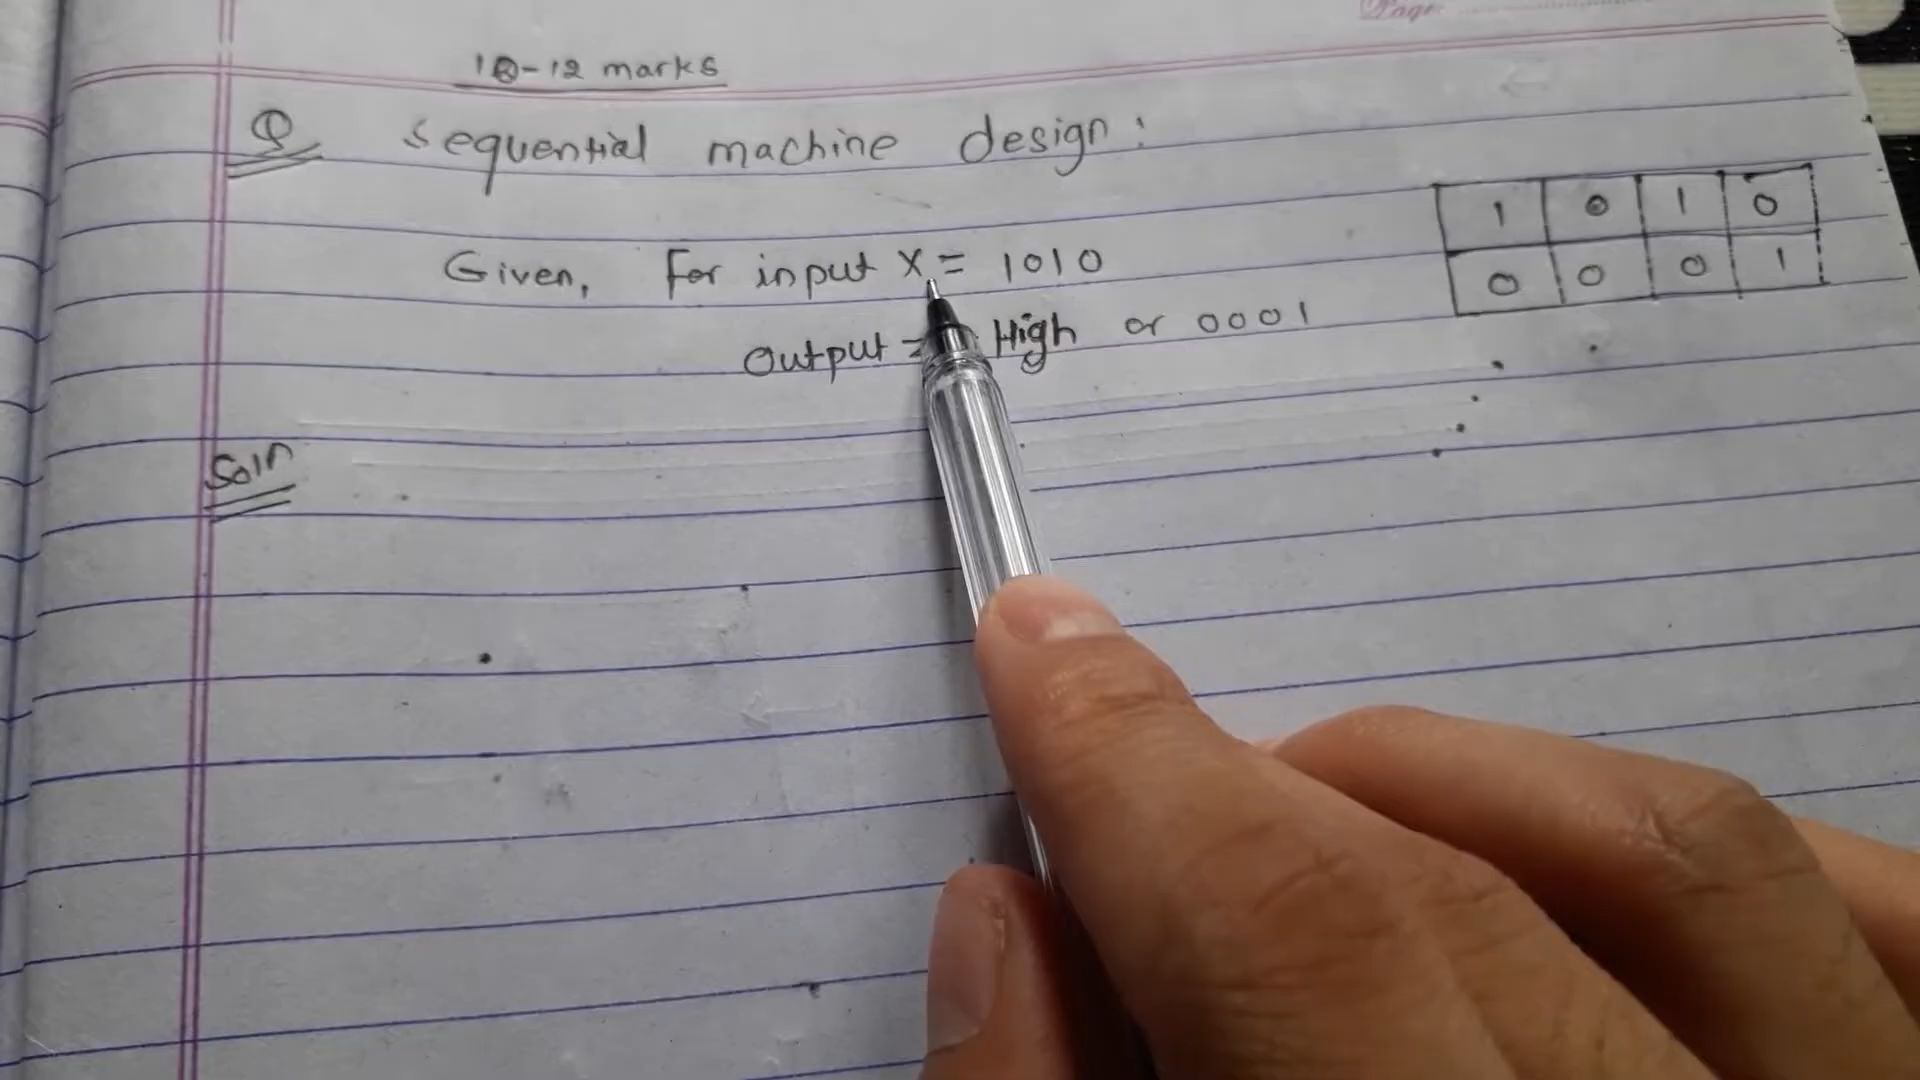 Page:
10-12 marks
Q Sequential machine design:
Given, For input X = 1010
Output = High or 0001
1 0 1 0
0 0 0 1
Soln